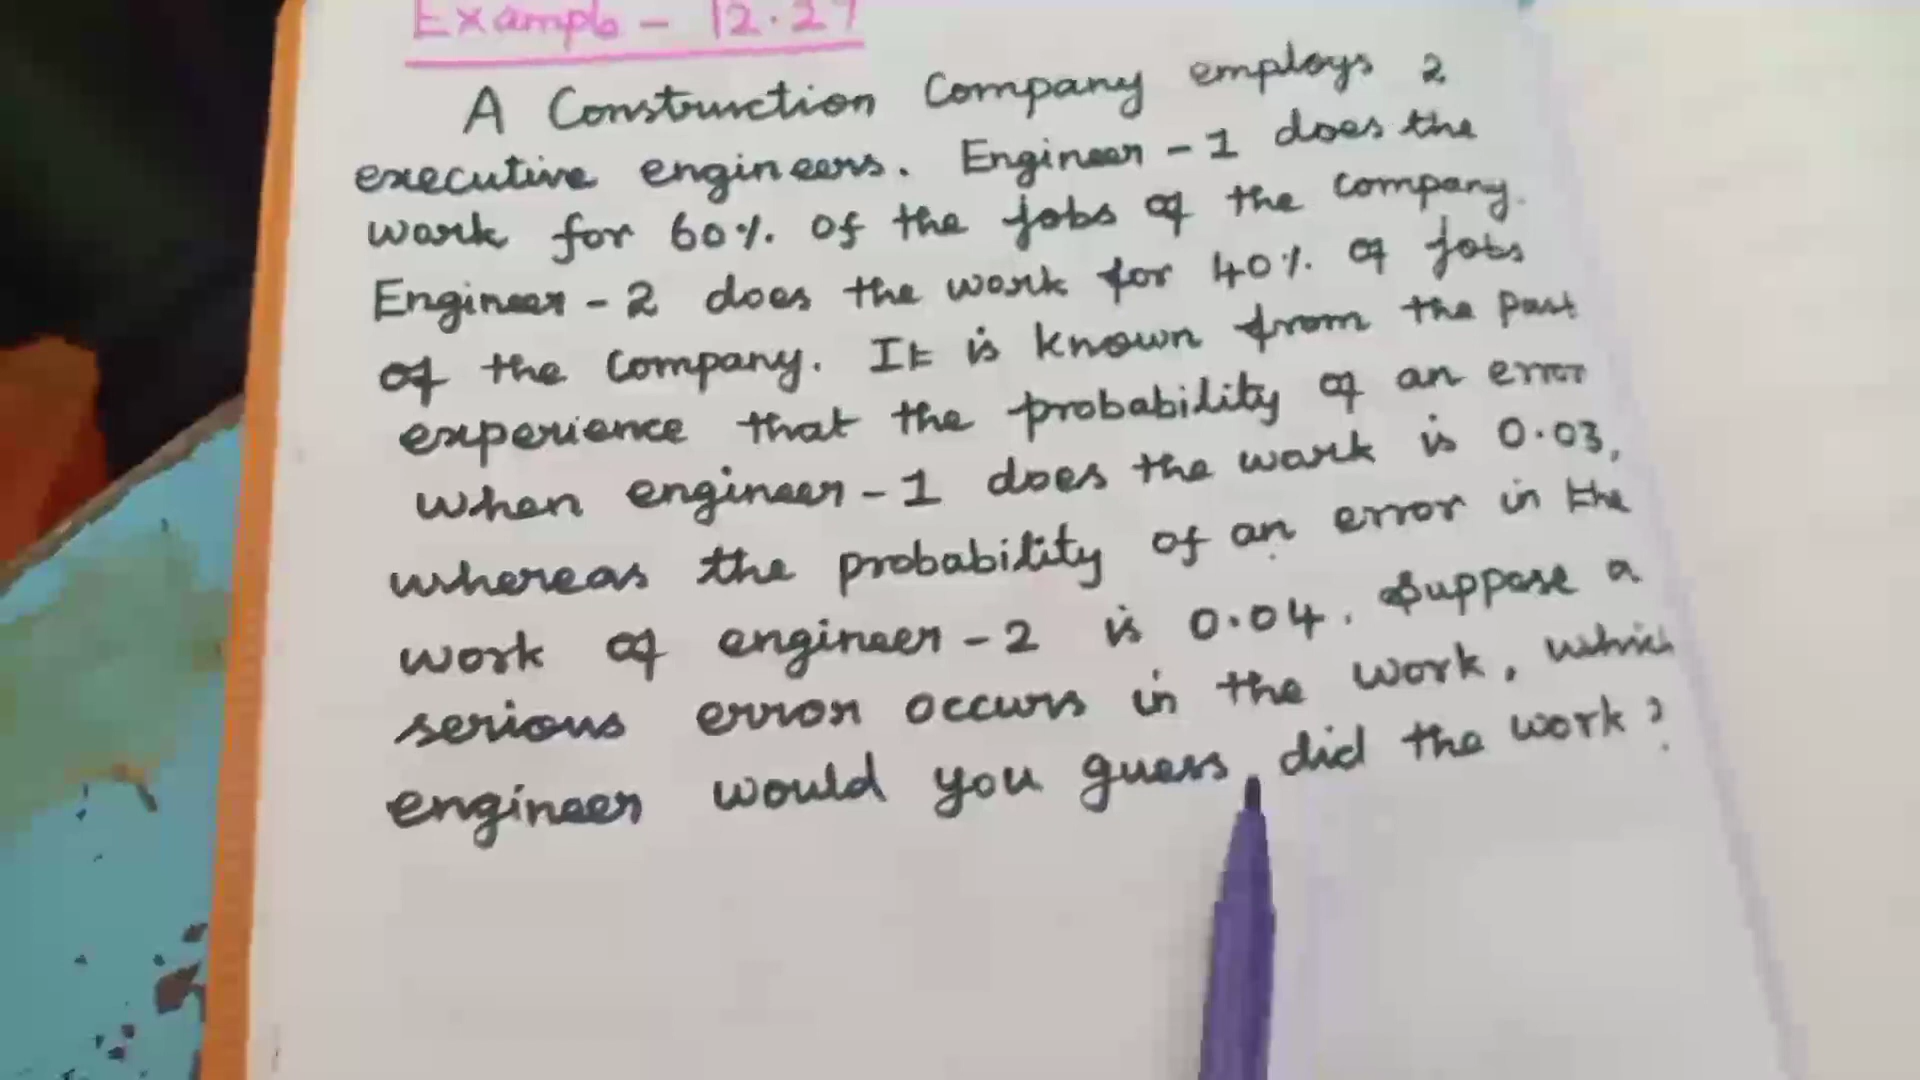 Example - 12.27
A Construction Company employs 2
executive engineers. Engineer - 1 does the
work for 60%. of the jobs of the company.
Engineer - 2 does the work for 40%. of jobs
of the Company. It is known from the past
experience that the probability of an error
when engineer - 1 does the work is 0.03,
whereas the probability of an error in the
work of engineer - 2 is 0.04. Suppose a
serious error occurs in the work, which
engineer would you guess did the work?